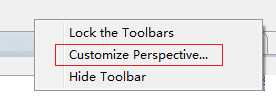 Lock the Toolbars
Customize Perspective...
Hide Toolbar